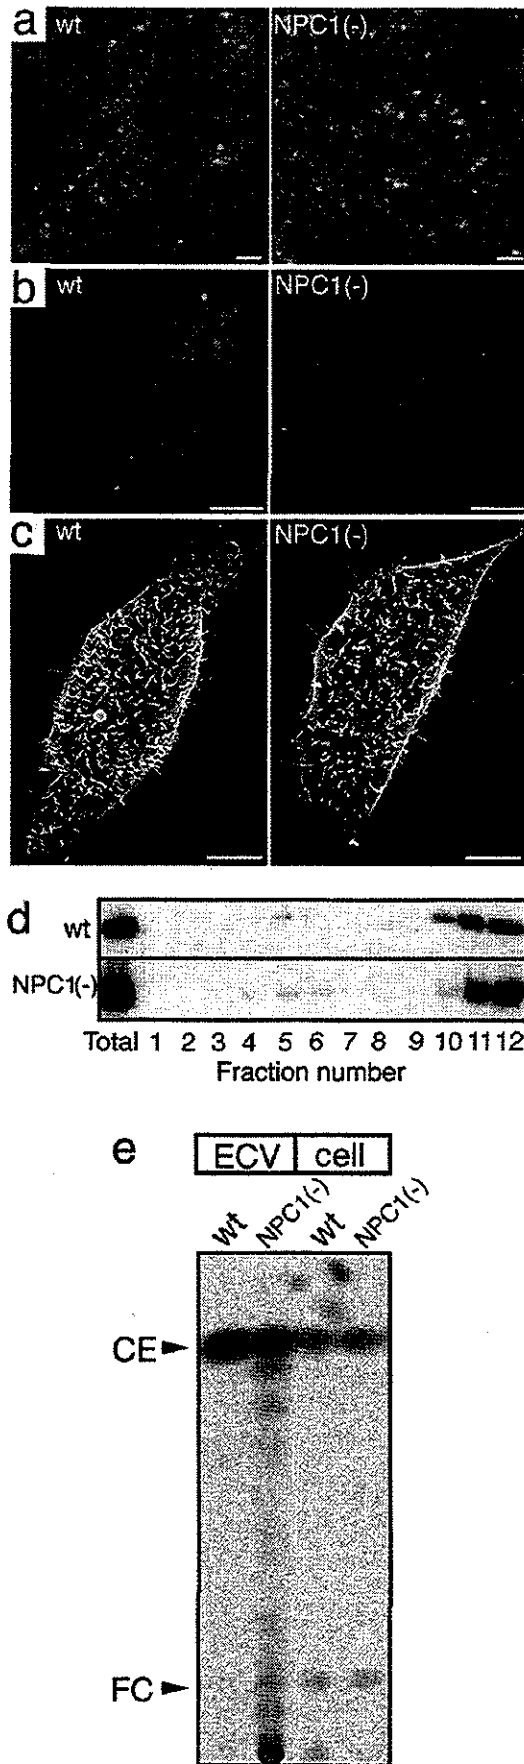 a wt NPC1(-)
b wt NPC1(-)
c wt NPC1(-)
d wt
NPC1(-)
Total 1 2 3 4 5 6 7 8 9 10 11 12
Fraction number
e ECV cell
wt NPC1(-) wt NPC1(-)
CE
FC